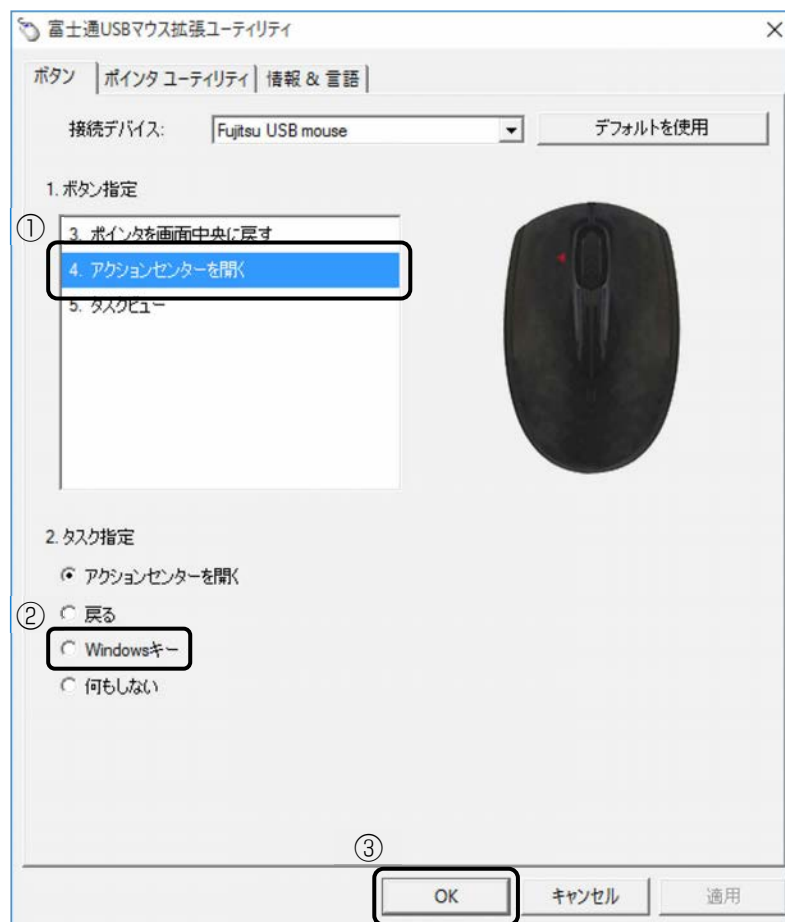 富士通USBマウス拡張ユーティリティ
ボタン ポインタ ユーティリティ 情報 & 言語
接続デバイス: Fujitsu USB mouse デフォルトを使用
1. ボタン指定
①
3. ポインタを画面中央に戻す
4. アクションセンターを開く
5. タスクビュー
2. タスク指定
アクションセンターを開く
② 戻る
Windowsキー
何もしない
③
OK キャンセル 適用